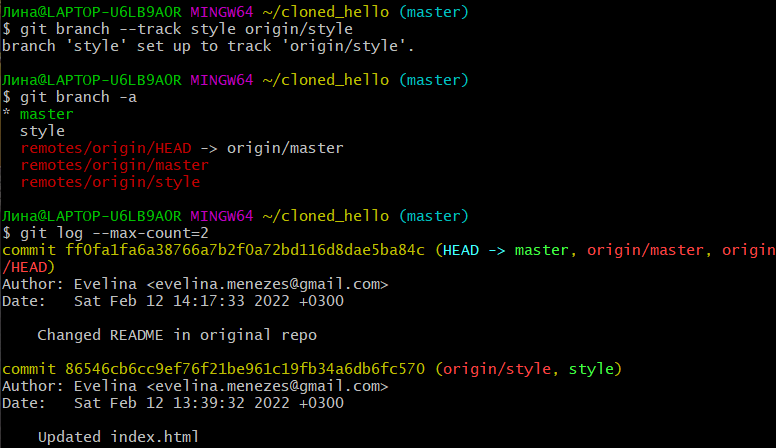 Лина@LAPTOP-U6LB9AOR MINGW64 ~/cloned_hello (master)
$ git branch --track style origin/style
branch 'style' set up to track 'origin/style'.
Лина@LAPTOP-U6LB9AOR MINGW64 ~/cloned_hello (master)
$ git branch -a
* master
  style
  remotes/origin/HEAD -> origin/master
  remotes/origin/master
  remotes/origin/style
Лина@LAPTOP-U6LB9AOR MINGW64 ~/cloned_hello (master)
$ git log --max-count=2
commit ff0fa1fa6a38766a7b2f0a72bd116d8dae5ba84c (HEAD -> master, origin/master, origin
/HEAD)
Author: Evelina <evelina.menezes@gmail.com>
Date:   Sat Feb 12 14:17:33 2022 +0300
    Changed README in original repo
commit 86546cb6cc9ef76f21be961c19fb34a6db6fc570 (origin/style, style)
Author: Evelina <evelina.menezes@gmail.com>
Date:   Sat Feb 12 13:39:32 2022 +0300
    Updated index.html